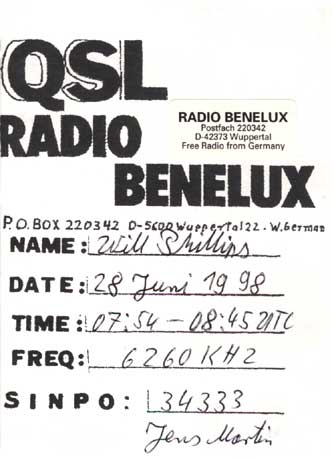 QSL
RADIO BENELUX
Postfach 220342
D-42373 Wuppertal
Free Radio from Germany
RADIO
BENELUX
P.O.BOX 220342 D-5600 Wuppertal 22 - W.German
NAME: Will Phillips
DATE: 28 Juni 1998
TIME: 07:54 - 08:45 UTC
FREQ: 6260 KHz
SINPO: 34333
Jens Martin